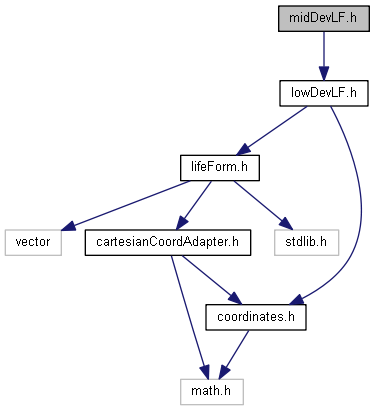 midDevLF.h
lowDevLF.h
lifeForm.h
vector
cartesianCoordAdapter.h
stdlib.h
coordinates.h
math.h